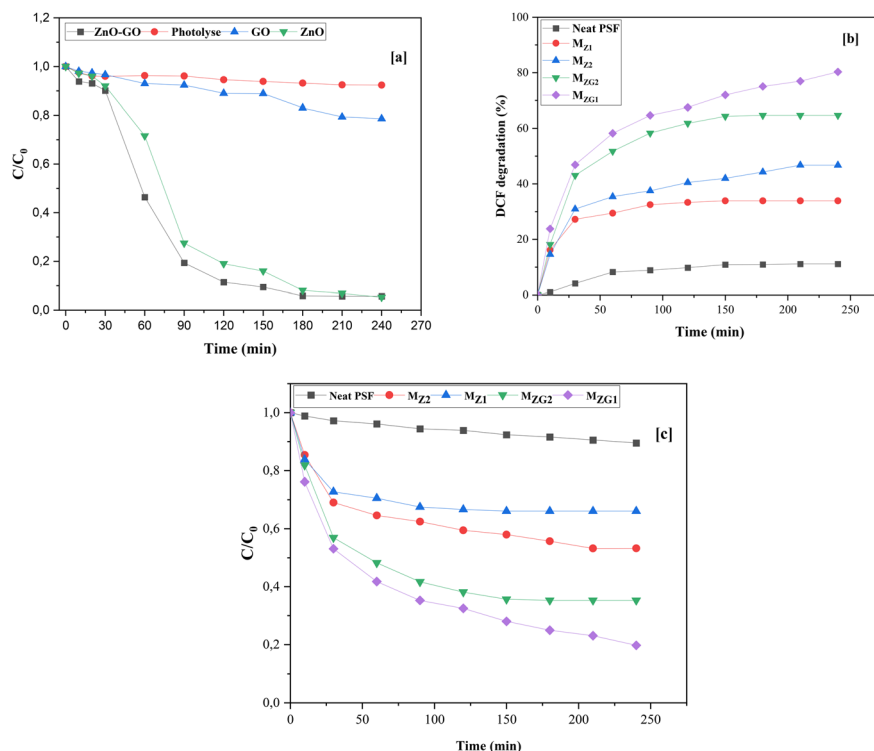 ZnO-GO Photolyse GO ZnO
[a]
1,2
1,0
0,8
0,6
0,4
0,2
0,0
C/C0
0 30 60 90 120 150 180 210 240 270
Time (min)
Neat PSF
MZ1
MZ2
MZG2
MZG1
[b]
100
80
60
40
20
0
DCF degradation (%)
0 50 100 150 200 250
Time (min)
Neat PSF MZ2 MZ1 MZG2 MZG1
[c]
1,0
0,8
0,6
0,4
0,2
0,0
C/C0
0 50 100 150 200 250
Time (min)